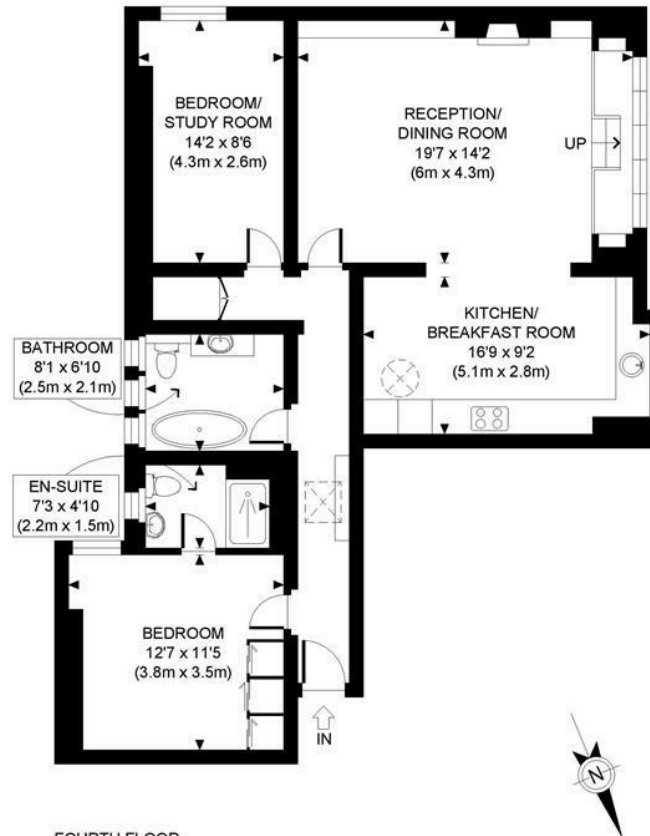 BEDROOM/
STUDY ROOM
14'2 x 8'6
(4.3m x 2.6m)
RECEPTION/
DINING ROOM
19'7 x 14'2
(6m x 4.3m)
UP
KITCHEN/
BREAKFAST ROOM
16'9 x 9'2
(5.1m x 2.8m)
BATHROOM
8'1 x 6'10
(2.5m x 2.1m)
EN-SUITE
7'3 x 4'10
(2.2m x 1.5m)
BEDROOM
12'7 x 11'5
(3.8m x 3.5m)
IN
N
FOURTH FLOOR